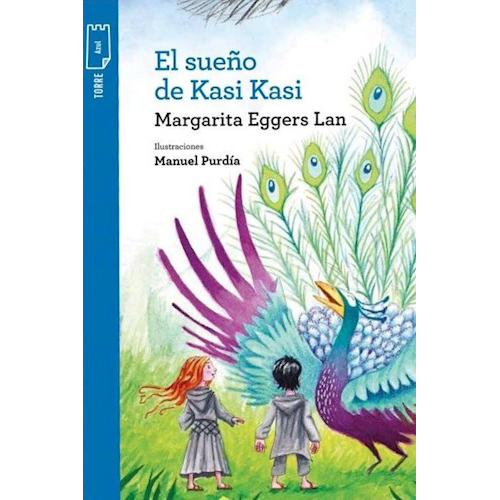 TORRE
Azul
El sueño
de Kasi Kasi
Margarita Eggers Lan
Ilustraciones
Manuel Purdía